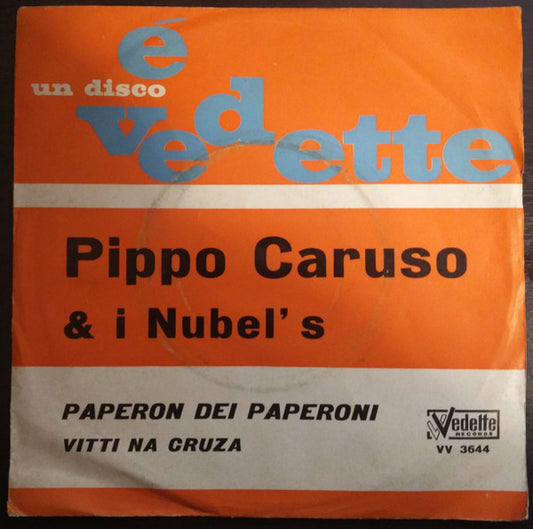 é
un disco
vedette
Pippo Caruso
& i Nubel's
PAPERON DEI PAPERONI
VITTI NA CRUZA
Vedette
RECORDS
VV 3644